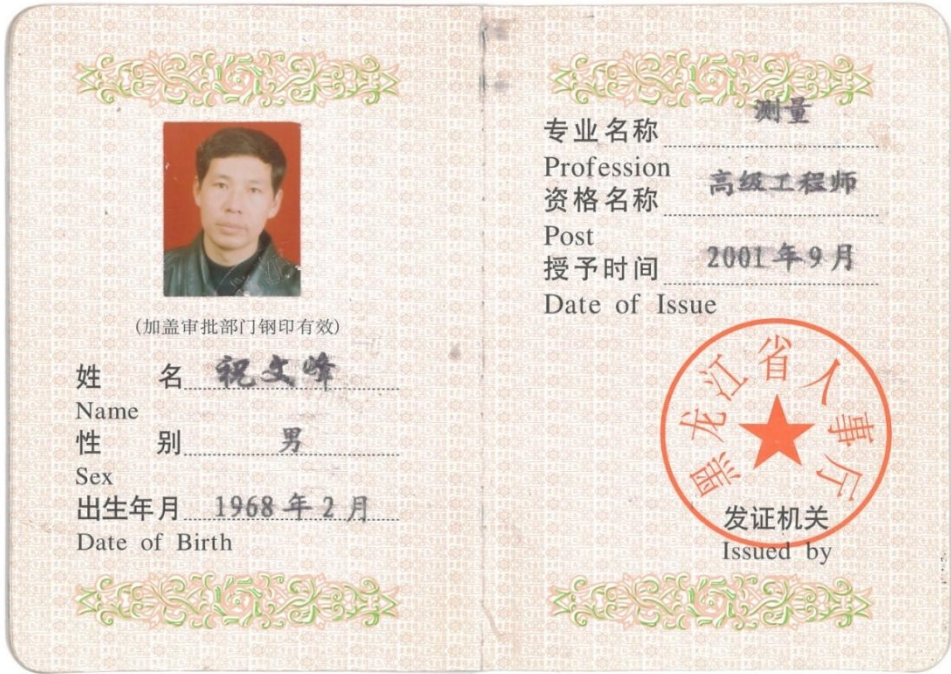 (加盖审批部门钢印有效)
姓 名 祝文峰
Name
性 别 男
Sex
出生年月 1968年2月
Date of Birth
专业名称 测量
Profession
资格名称 高级工程师
Post
授予时间 2001年9月
Date of Issue
黑龙江省人事厅
发证机关
Issued by